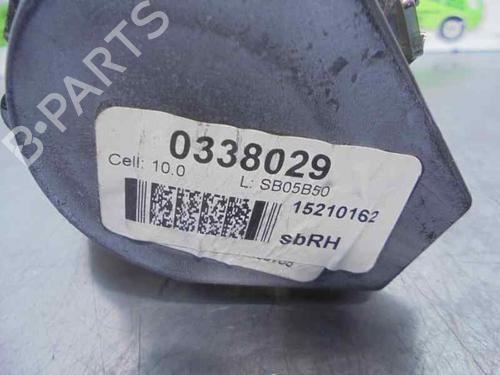 B-PARTS
0338029
Cell: 10.0 L: SB05B50
15210162
sbRH